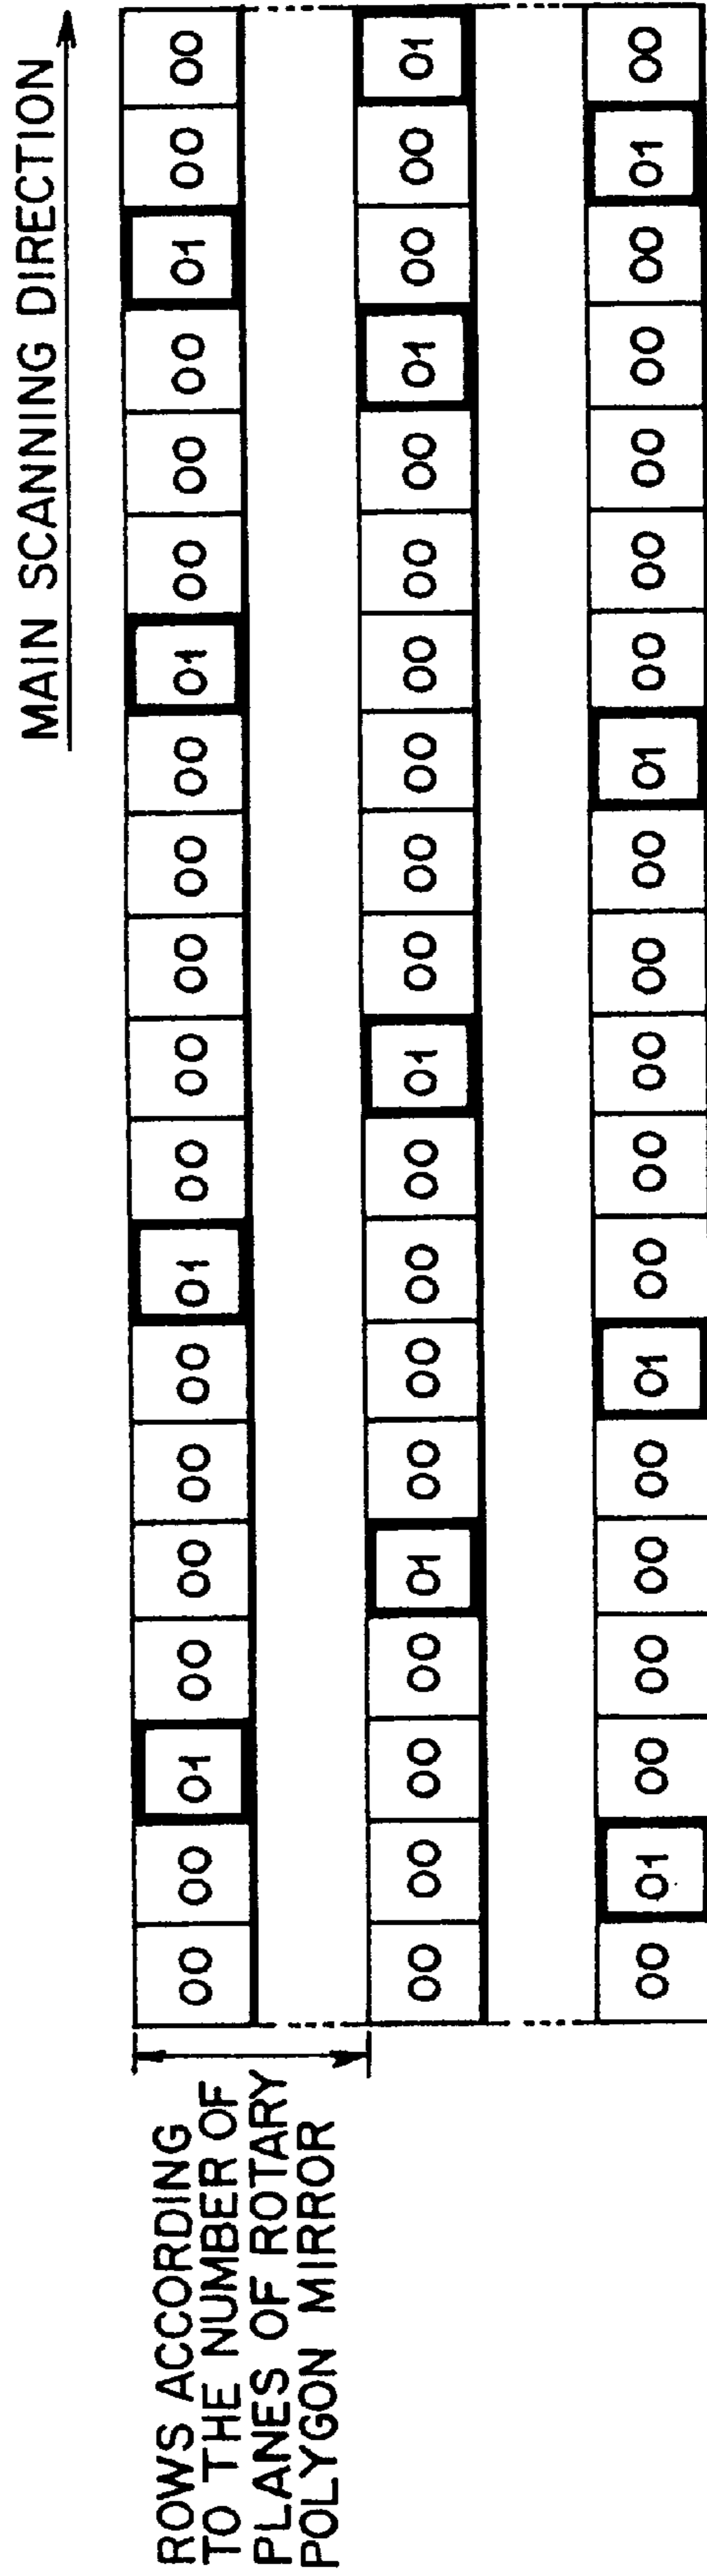 MAIN SCANNING DIRECTION
ROWS ACCORDING
TO THE NUMBER OF
PLANES OF ROTARY
POLYGON MIRROR
00 00 01 00 00 00 00 01 00 00 00 00 00 01 00 00 00 01 00 00
00 00 00 00 01 00 00 00 00 01 00 00 00 00 00 00 01 00 00 01
00 01 00 00 00 00 01 00 00 00 00 00 01 00 00 00 00 00 01 00